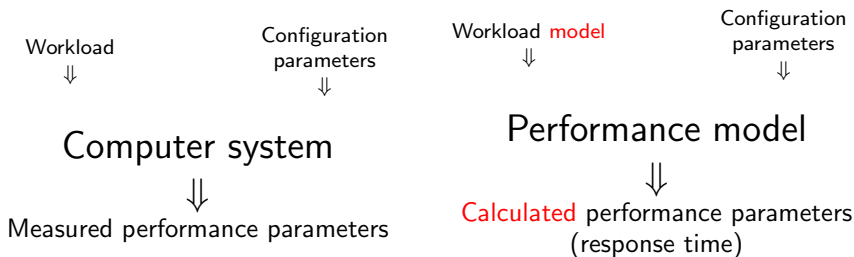 Workload
⇓
Configuration
parameters
⇓
Computer system
⇓
Measured performance parameters
Workload model
⇓
Configuration
parameters
⇓
Performance model
⇓
Calculated performance parameters
(response time)